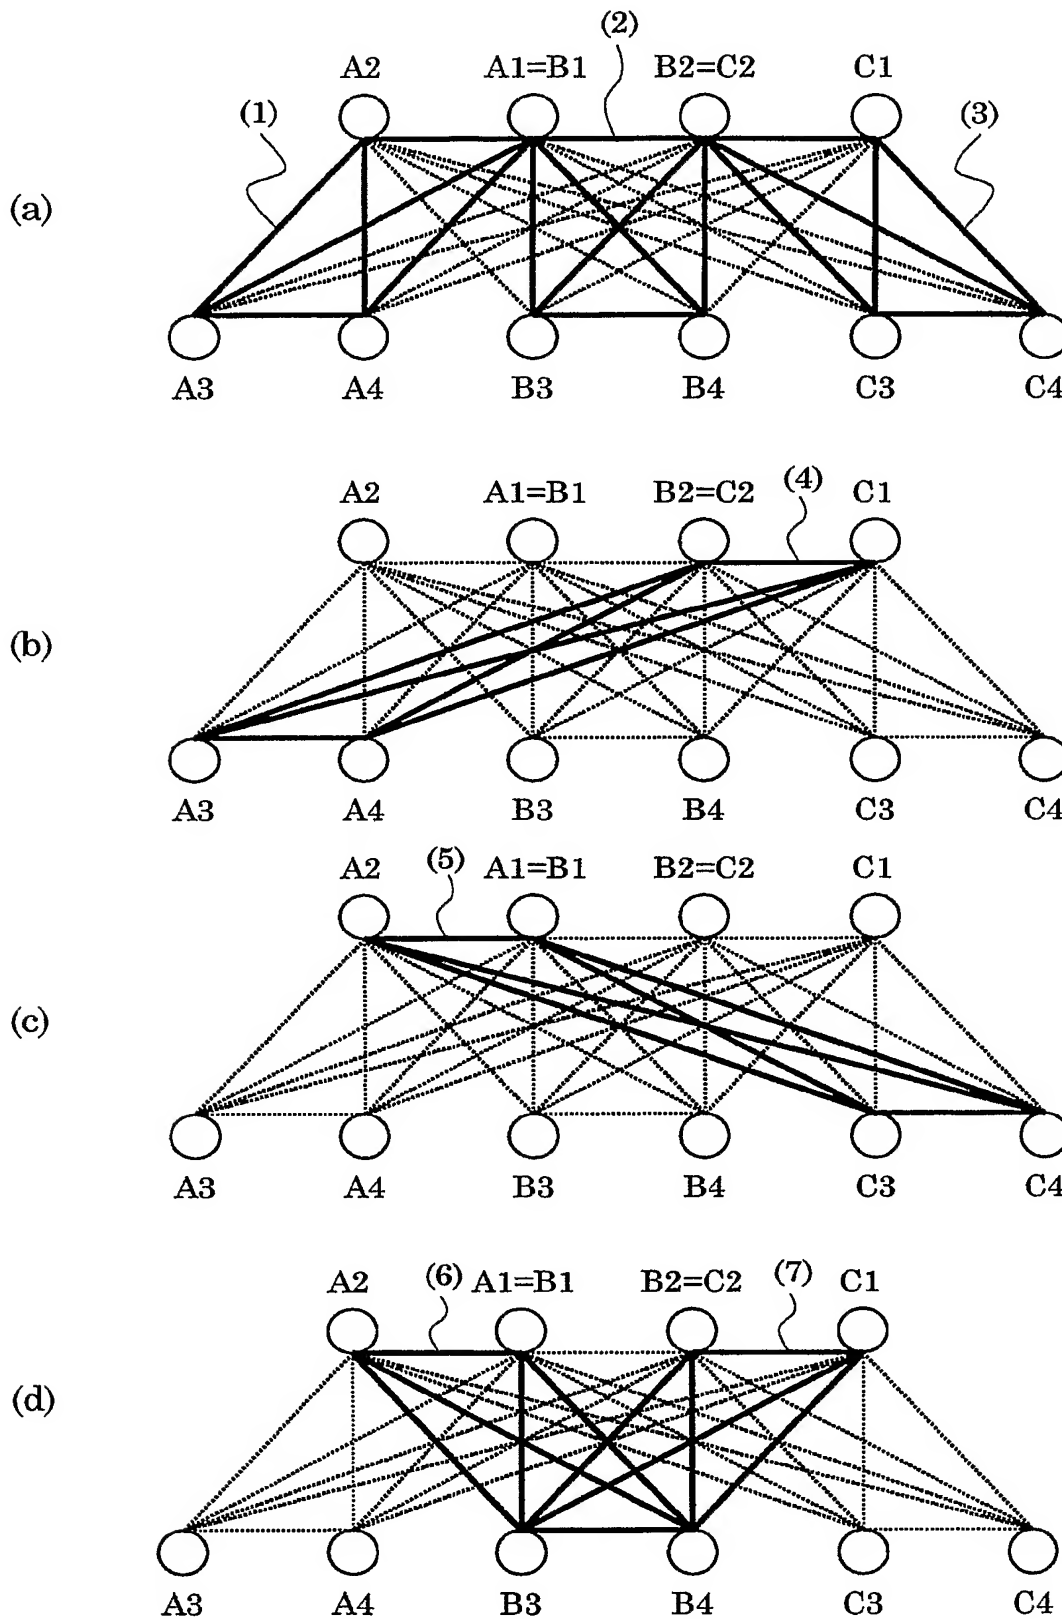 (2)
A2 A1=B1 B2=C2 C1
(1) (3)
(a)
A3 A4 B3 B4 C3 C4
(4)
A2 A1=B1 B2=C2 C1
(b)
A3 A4 B3 B4 C3 C4
(5)
A2 A1=B1 B2=C2 C1
(c)
A3 A4 B3 B4 C3 C4
(6) (7)
A2 A1=B1 B2=C2 C1
(d)
A3 A4 B3 B4 C3 C4